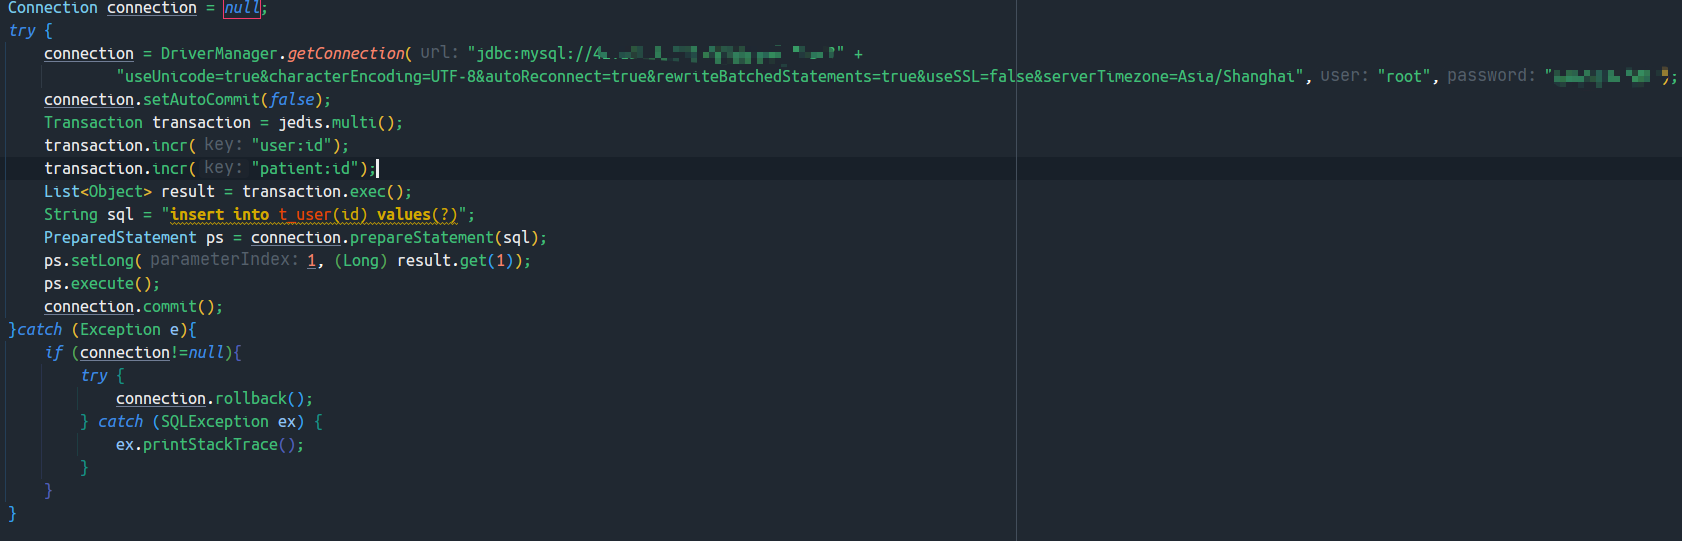 Connection connection = null;
try {
connection = DriverManager.getConnection( url: "jdbc:mysql://4 " +
"useUnicode=true&characterEncoding=UTF-8&autoReconnect=true&rewriteBatchedStatements=true&useSSL=false&serverTimezone=Asia/Shanghai", user: "root", password: " );
connection.setAutoCommit(false);
Transaction transaction = jedis.multi();
transaction.incr( key: "user:id");
transaction.incr( key: "patient:id");
List<Object> result = transaction.exec();
String sql = "insert into t_user(id) values(?)";
PreparedStatement ps = connection.prepareStatement(sql);
ps.setLong( parameterIndex: 1, (Long) result.get(1));
ps.execute();
connection.commit();
}catch (Exception e){
if (connection!=null){
try {
connection.rollback();
} catch (SQLException ex) {
ex.printStackTrace();
}
}
}